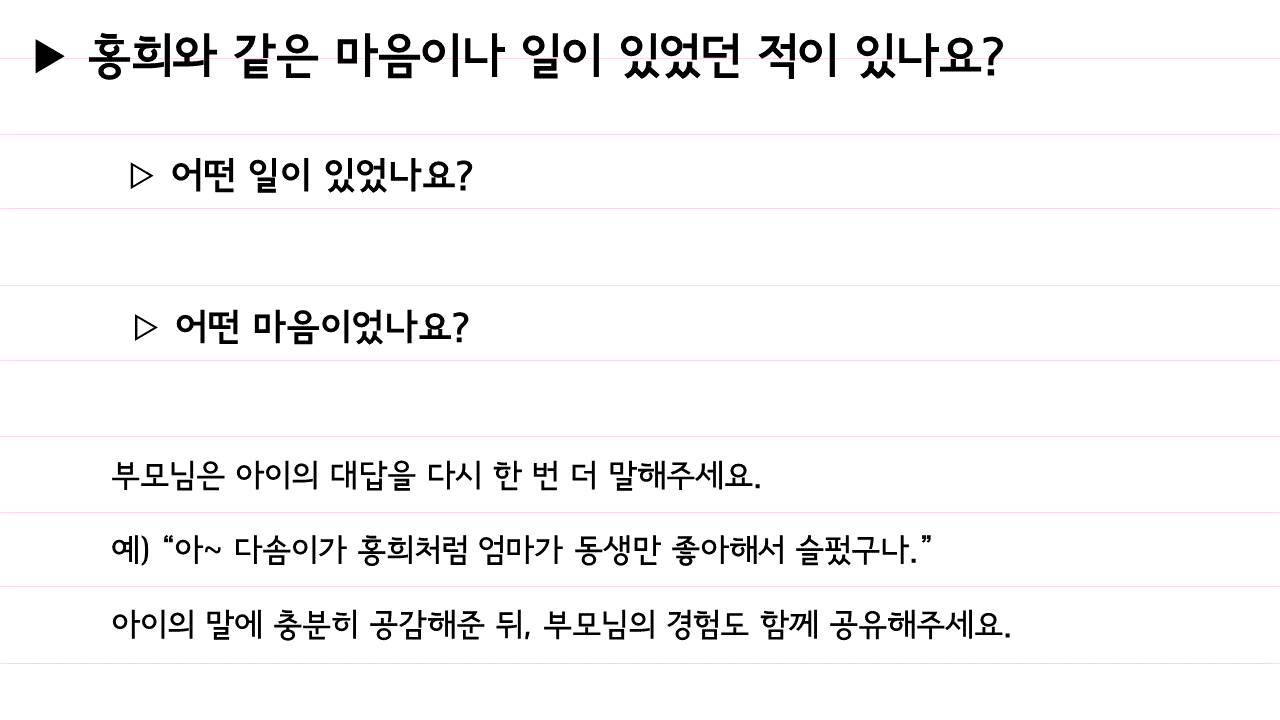 ▶ 홍희와 같은 마음이나 일이 있었던 적이 있나요?
▷ 어떤 일이 있었나요?
▷ 어떤 마음이었나요?
부모님은 아이의 대답을 다시 한 번 더 말해주세요.
예) “아~ 다솜이가 홍희처럼 엄마가 동생만 좋아해서 슬펐구나.”
아이의 말에 충분히 공감해준 뒤, 부모님의 경험도 함께 공유해주세요.